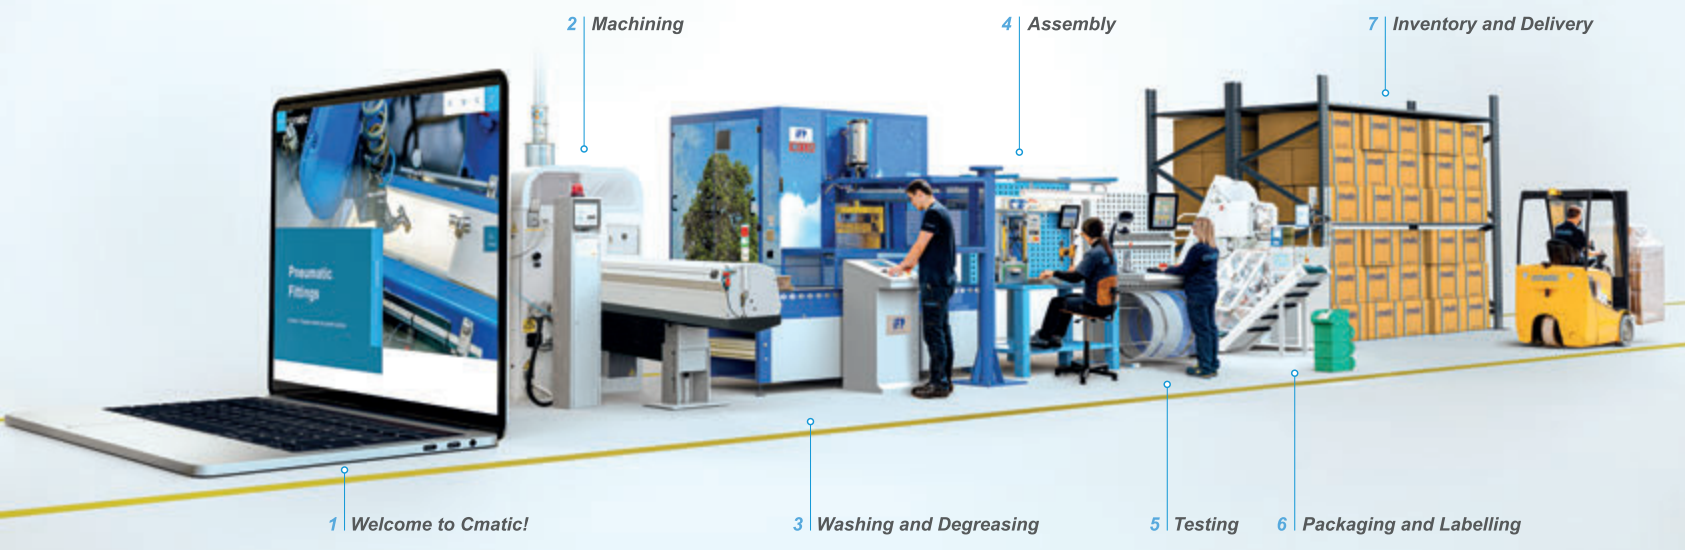 2 Machining
4 Assembly
7 Inventory and Delivery
Pneumatic
Fittings
1 Welcome to Cmatic!
3 Washing and Degreasing
5 Testing
6 Packaging and Labelling